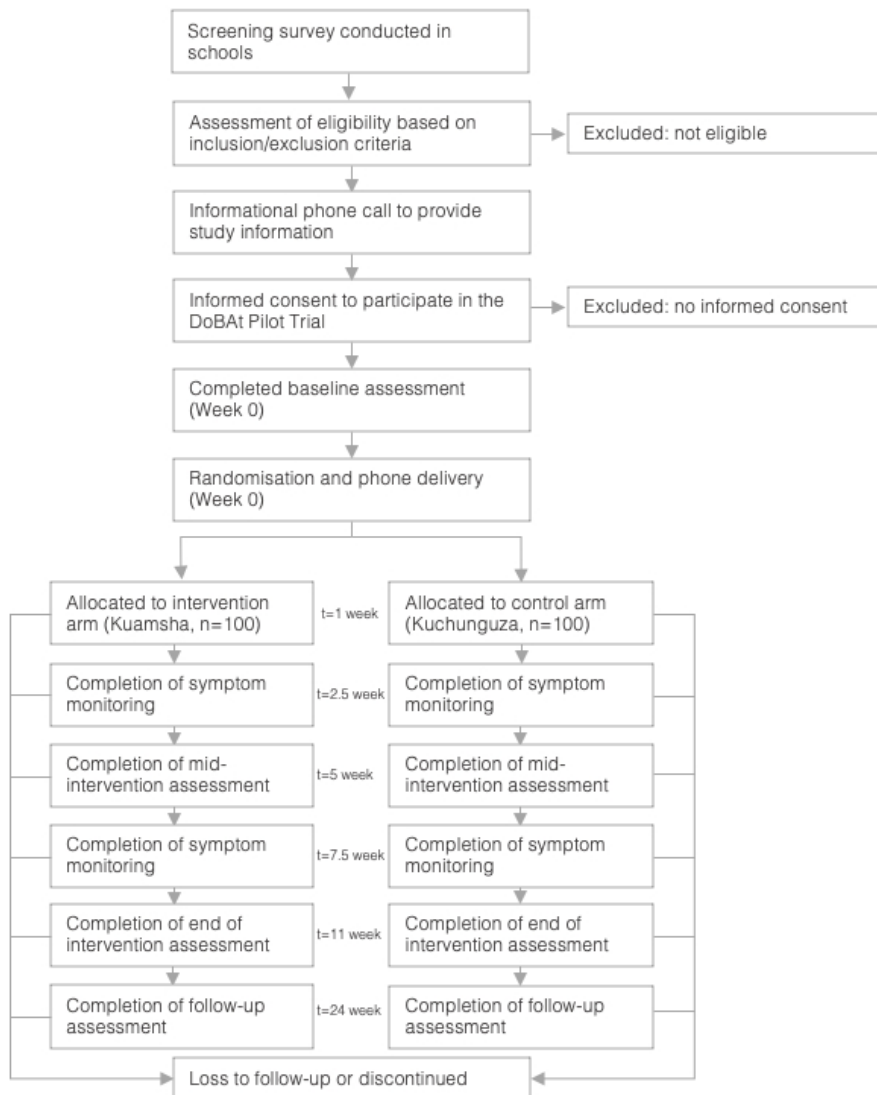 Screening survey conducted in
schools
Assessment of eligibility based on
inclusion/exclusion criteria
Excluded: not eligible
Informational phone call to provide
study information
Informed consent to participate in the
DoBAt Pilot Trial
Excluded: no informed consent
Completed baseline assessment
(Week 0)
Randomisation and phone delivery
(Week 0)
Allocated to intervention
arm (Kuamsha, n=100)
t=1 week
Allocated to control arm
(Kuchunguza, n=100)
Completion of symptom
monitoring
t=2.5 week
Completion of symptom
monitoring
Completion of mid-
intervention assessment
t=5 week
Completion of mid-
intervention assessment
Completion of symptom
monitoring
t=7.5 week
Completion of symptom
monitoring
Completion of end of
intervention assessment
t=11 week
Completion of end of
intervention assessment
Completion of follow-up
assessment
t=24 week
Completion of follow-up
assessment
Loss to follow-up or discontinued